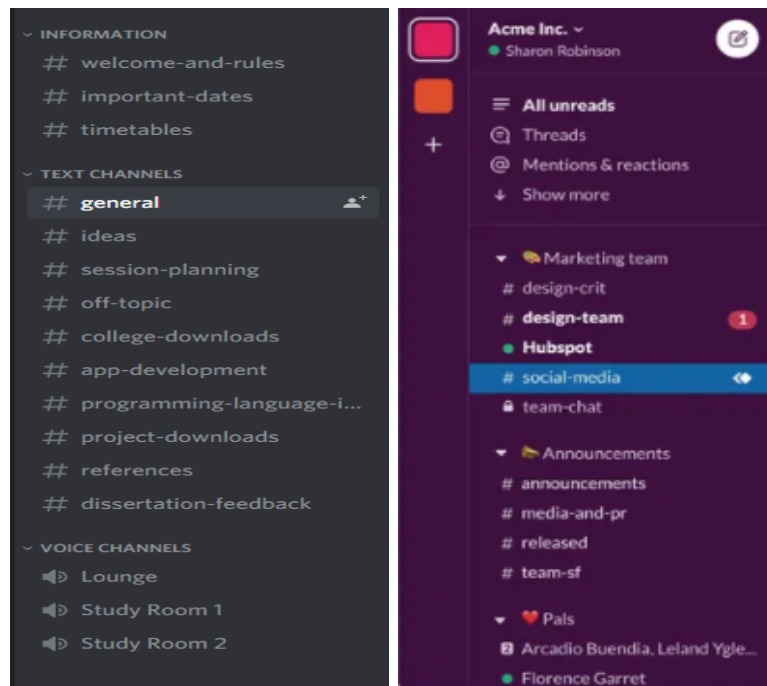 INFORMATION
# welcome-and-rules
# important-dates
# timetables
TEXT CHANNELS
# general
# ideas
# session-planning
# off-topic
# college-downloads
# app-development
# programming-language-i...
# project-downloads
# references
# dissertation-feedback
VOICE CHANNELS
Lounge
Study Room 1
Study Room 2
Acme Inc.
Sharon Robinson
All unreads
Threads
@ Mentions & reactions
Show more
Marketing team
# design-crit
# design-team 1
Hubspot
# social-media
team-chat
Announcements
# announcements
# media-and-pr
# released
# team-sf
Pals
2 Arcadio Buendia, Leland Ygle...
Florence Garret